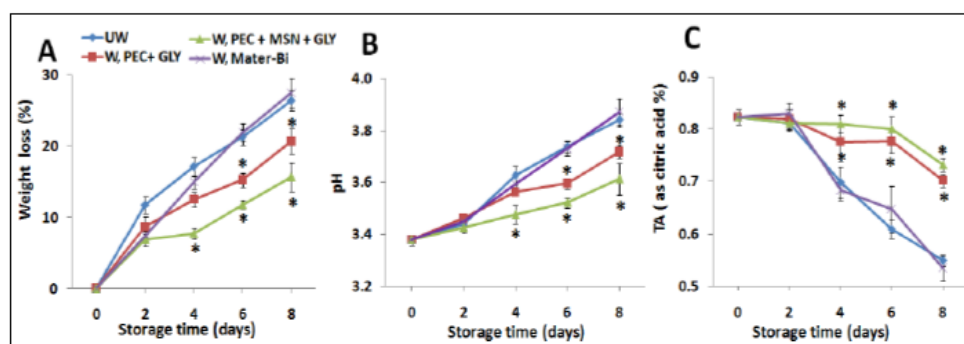 A
B
C
UW
W, PEC + MSN + GLY
W, PEC+ GLY
W, Mater-Bi
Weight loss (%)
30
20
10
0
0 2 4 6 8
Storage time (days)
* * * * *
pH
4.0
3.8
3.6
3.4
3.2
0 2 4 6 8
Storage time (days)
* * * * *
TA ( as citric acid %)
0.9
0.8
0.7
0.6
0.5
0 2 4 6 8
Storage time (days)
* * * * * *